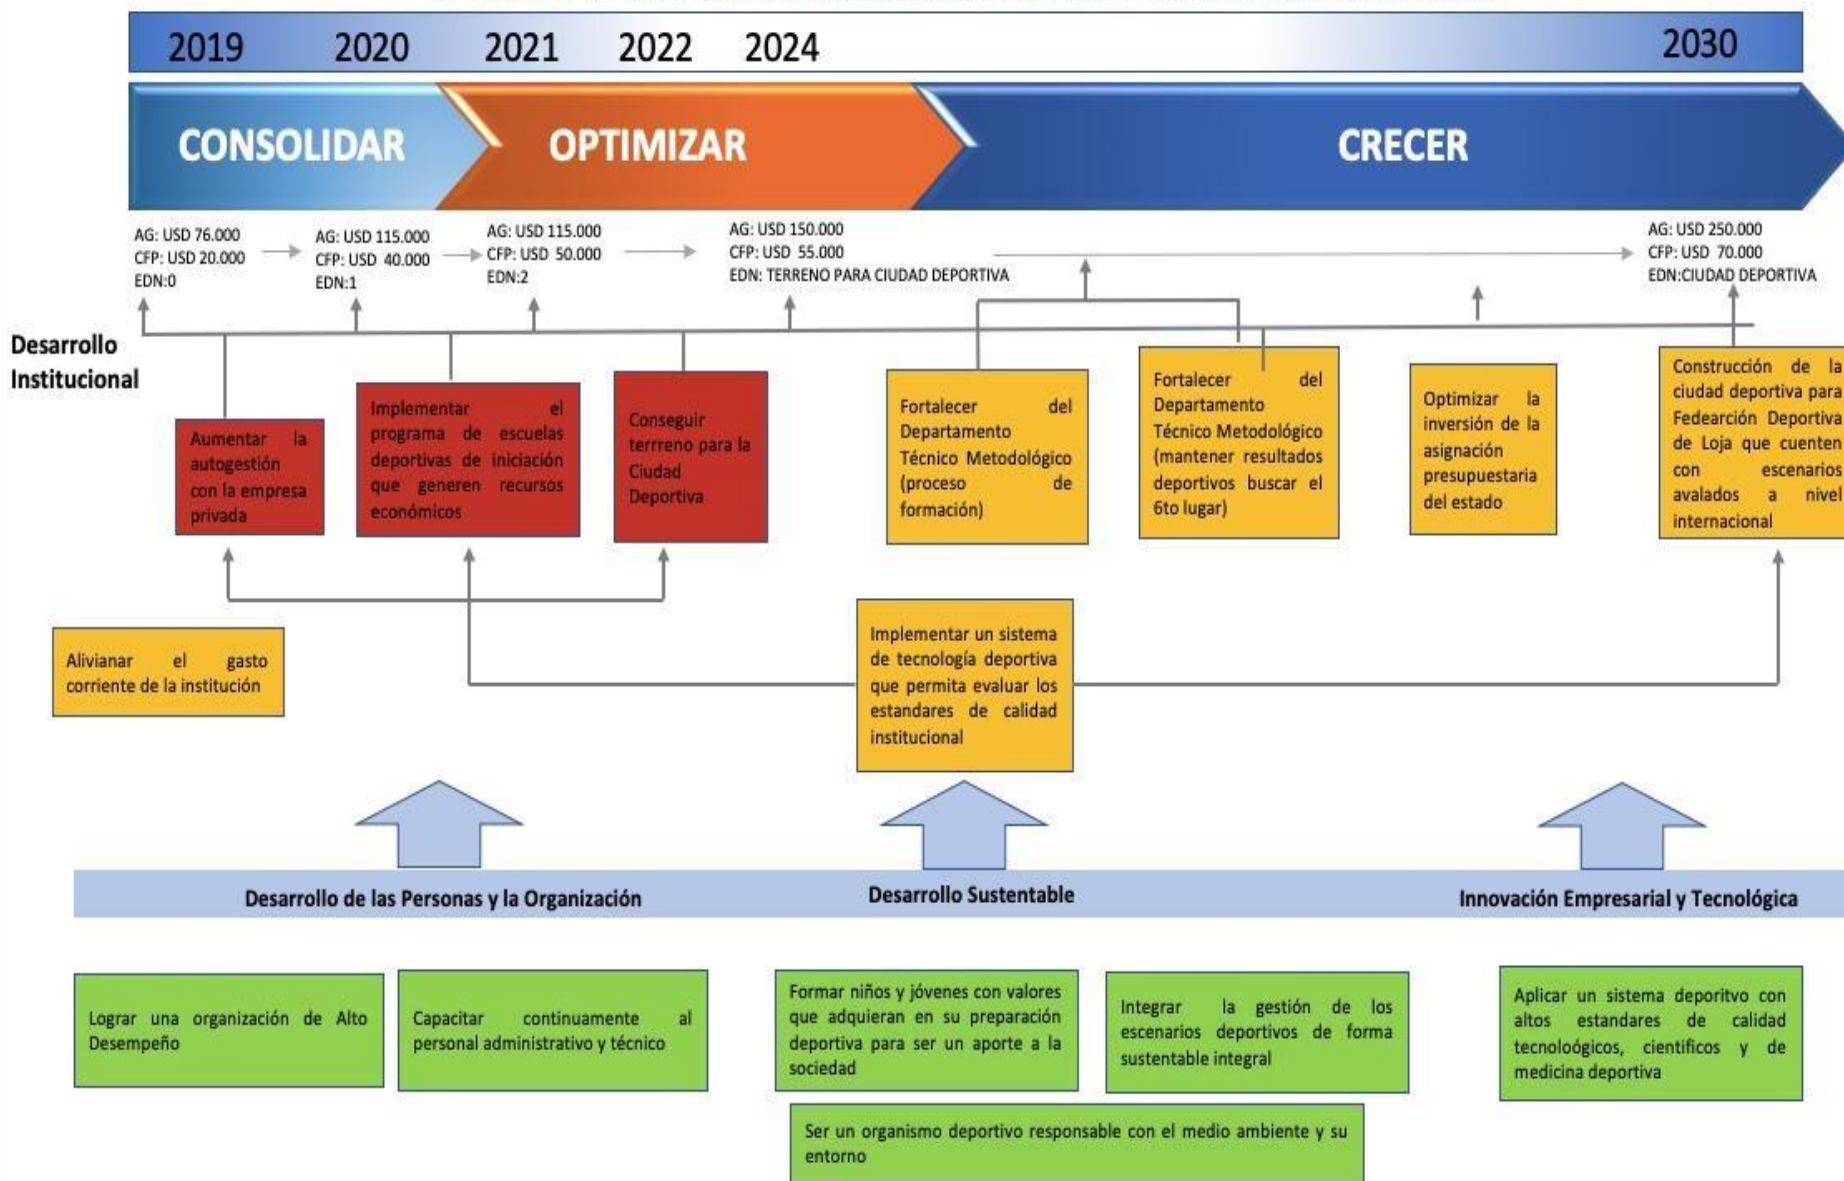 2019 2020 2021 2022 2024 2030
CONSOLIDAR OPTIMIZAR CRECER
AG: USD 76.000
CFP: USD 20.000
EDN:0
AG: USD 115.000
CFP: USD 40.000
EDN:1
AG: USD 115.000
CFP: USD 50.000
EDN:2
AG: USD 150.000
CFP: USD 55.000
EDN: TERRENO PARA CIUDAD DEPORTIVA
AG: USD 250.000
CFP: USD 70.000
EDN:CIUDAD DEPORTIVA
Desarrollo
Institucional
Aumentar la
autogestión
con la empresa
privada
Implementar el
programa de escuelas
deportivas de iniciación
que generen recursos
económicos
Conseguir
terrreno para la
Ciudad
Deportiva
Fortalecer del
Departamento
Técnico Metodológico
(proceso de
formación)
Fortalecer del
Departamento
Técnico Metodológico
(mantener resultados
deportivos buscar el
6to lugar)
Optimizar la
inversión de la
asignación
presupuestaria
del estado
Construcción de la
ciudad deportiva para
Fedearción Deportiva
de Loja que cuenten
con escenarios
avalados a nivel
internacional
Alivianar el gasto
corriente de la institución
Implementar un sistema
de tecnología deportiva
que permita evaluar los
estandares de calidad
institucional
Desarrollo de las Personas y la Organización
Desarrollo Sustentable
Innovación Empresarial y Tecnológica
Lograr una organización de Alto
Desempeño
Capacitar continuamente al
personal administrativo y técnico
Formar niños y jóvenes con valores
que adquieran en su preparación
deportiva para ser un aporte a la
sociedad
Integrar la gestión de los
escenarios deportivos de forma
sustentable integral
Aplicar un sistema deporitvo con
altos estandares de calidad
tecnoloógicos, cientificos y de
medicina deportiva
Ser un organismo deportivo responsable con el medio ambiente y su
entorno